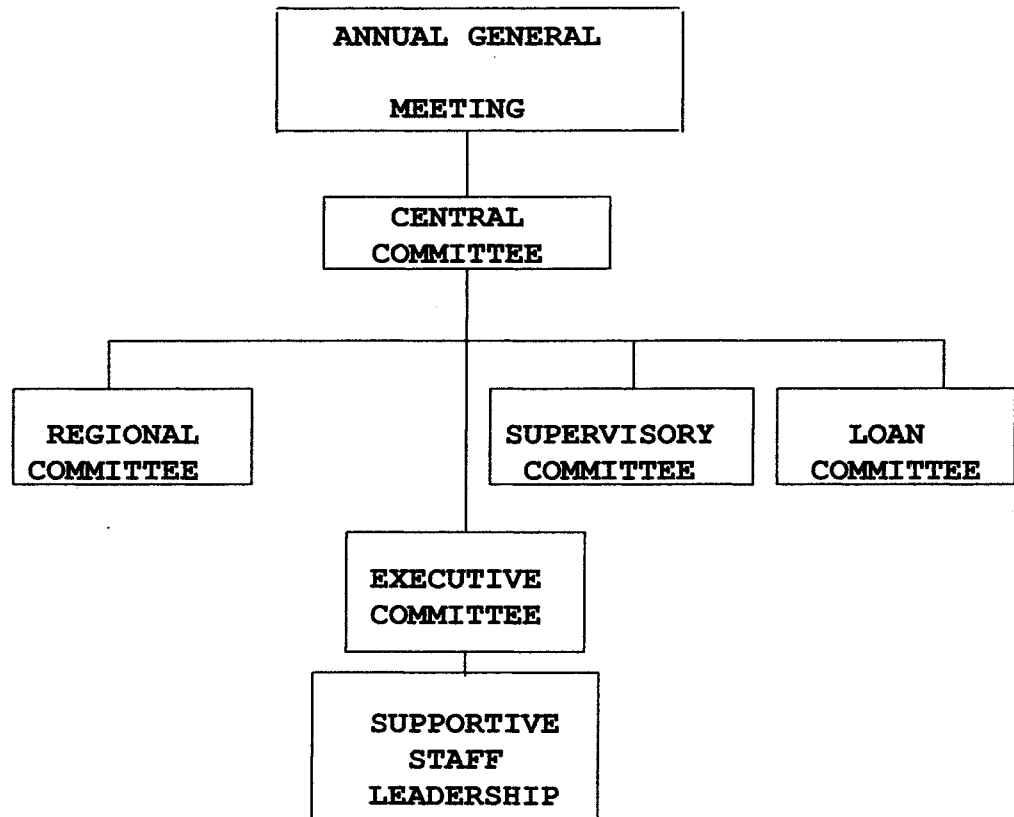 ANNUAL GENERAL
MEETING
CENTRAL
COMMITTEE
REGIONAL
COMMITTEE
SUPERVISORY
COMMITTEE
LOAN
COMMITTEE
EXECUTIVE
COMMITTEE
SUPPORTIVE
STAFF
LEADERSHIP